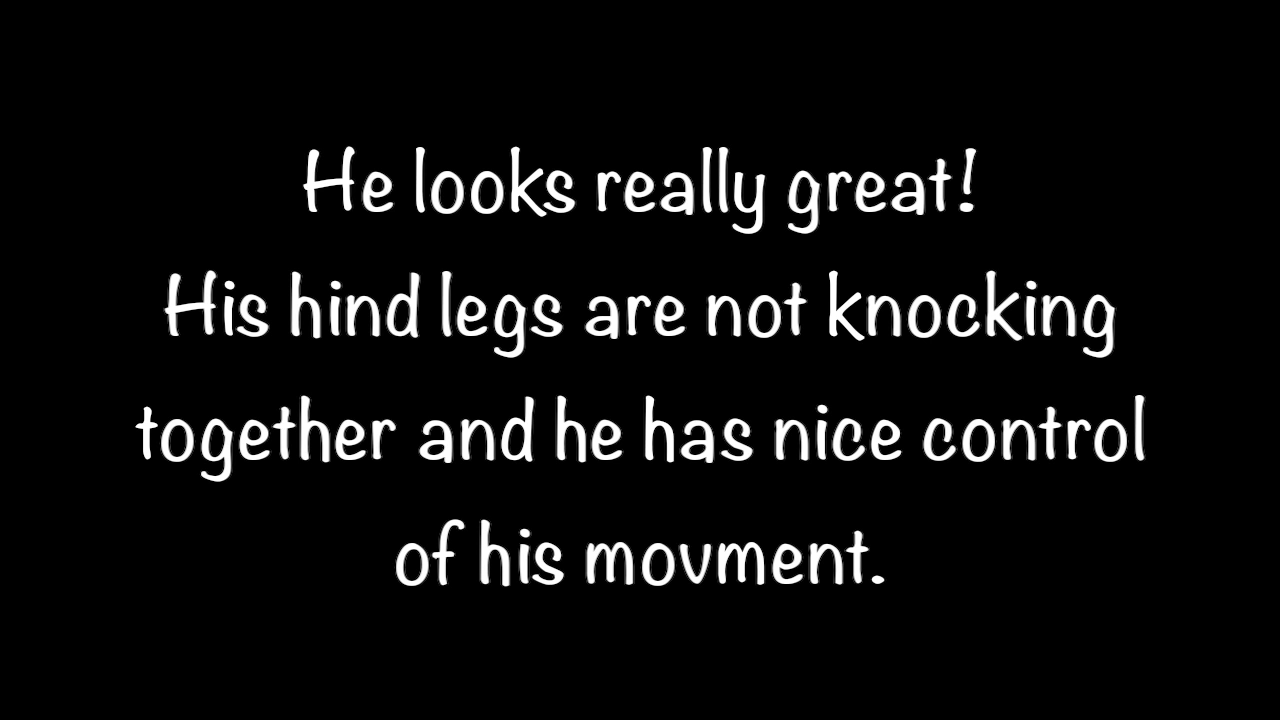 He looks really great!
His hind legs are not knocking
together and he has nice control
of his movment.